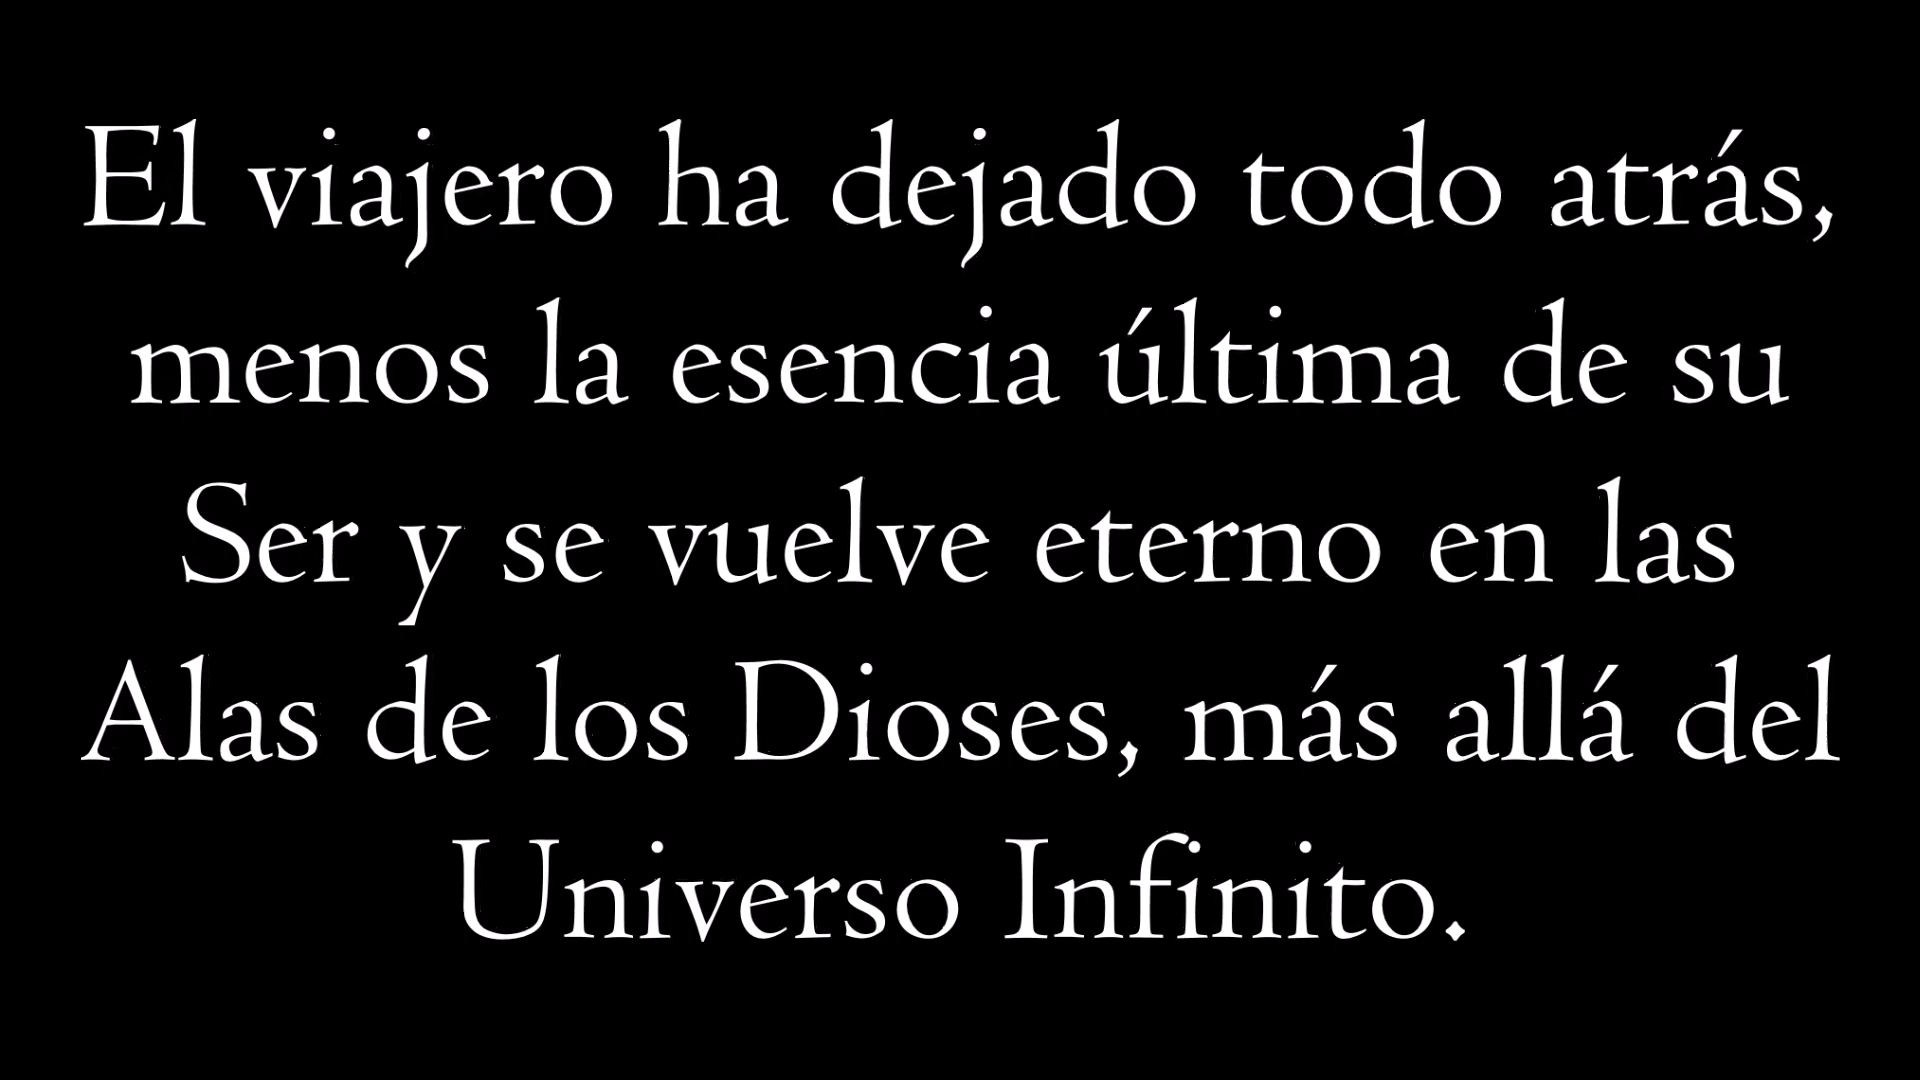 El viajero ha dejado todo atrás,
menos la esencia última de su
Ser y se vuelve eterno en las
Alas de los Dioses, más allá del
Universo Infinito.